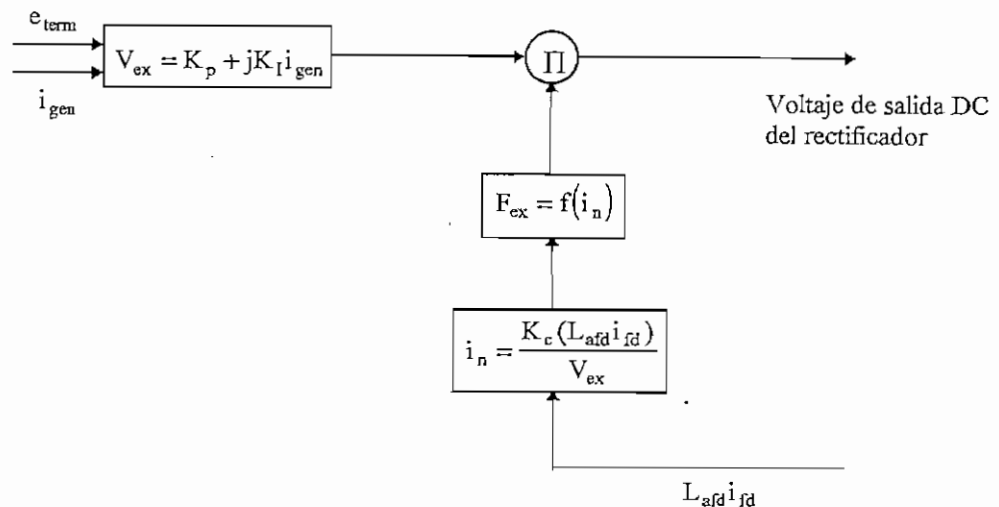 e_term
V_ex = K_p + jK_I i_gen
i_gen
Π
Voltaje de salida DC
del rectificador
F_ex = f(i_n)
i_n = K_c (L_afd i_fd) / V_ex
L_afd i_fd